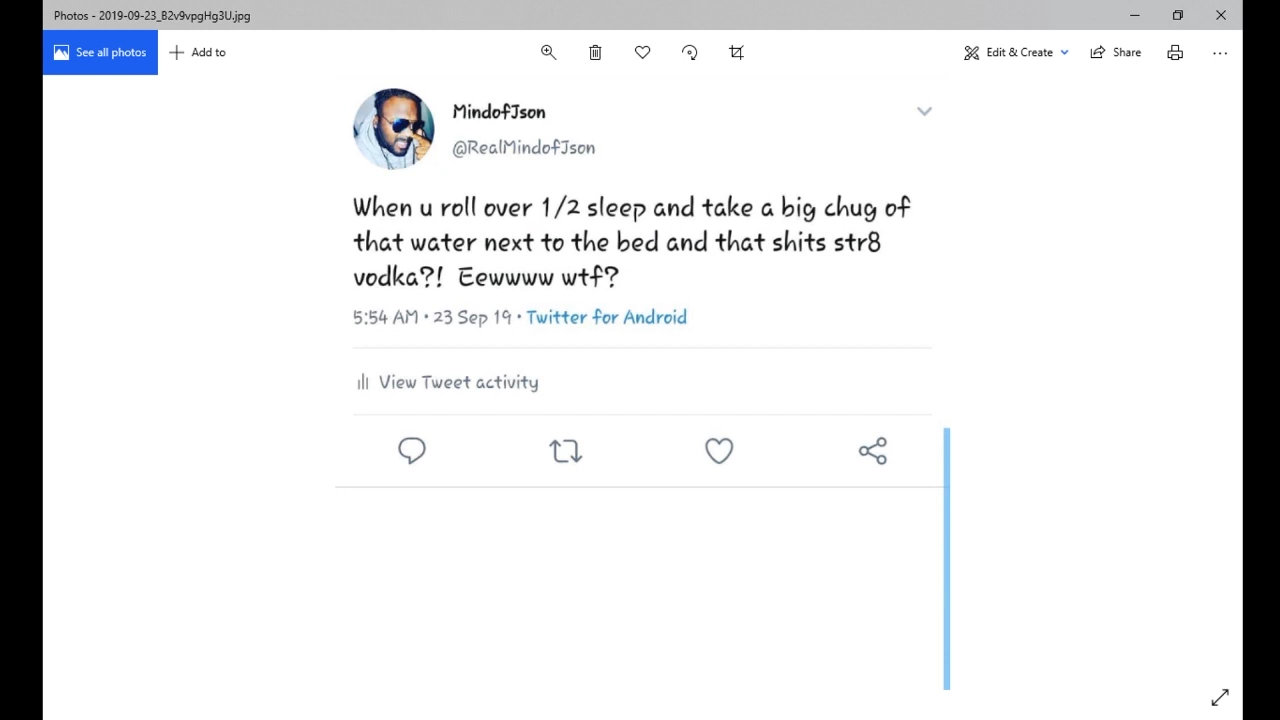 Photos - 2019-09-23_B2v9vpgHg3U.jpg
See all photos
Add to
Edit & Create
Share
MindofJson
@RealMindofJson
When u roll over 1/2 sleep and take a big chug of
that water next to the bed and that shits str8
vodka?! Eewwww wtf?
5:54 AM • 23 Sep 19 • Twitter for Android
View Tweet activity